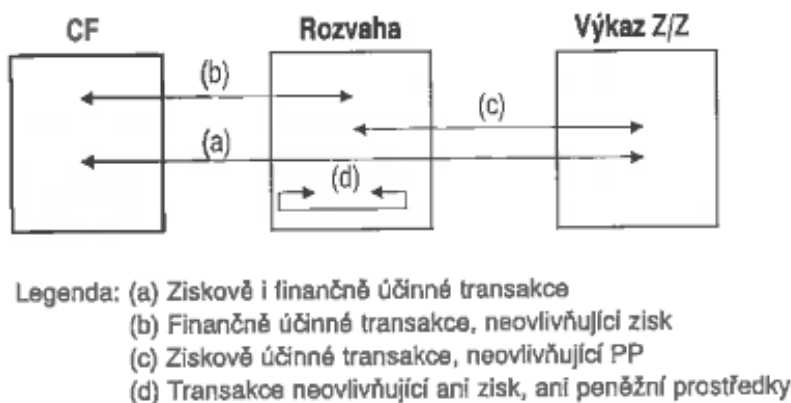 CF Rozvaha Výkaz Z/Z
(b)
(c)
(a)
(d)
Legenda: (a) Ziskově i finančně účinné transakce
(b) Finančně účinné transakce, neovlivňující zisk
(c) Ziskově účinné transakce, neovlivňující PP
(d) Transakce neovlivňující ani zisk, ani peněžní prostředky